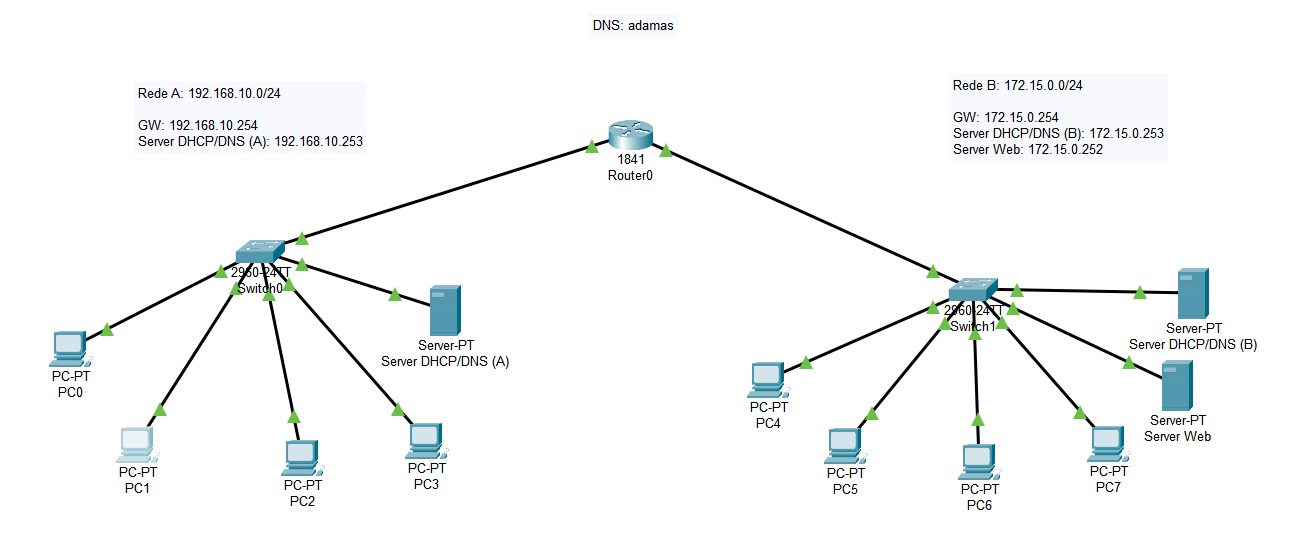 DNS: adamas
Rede A: 192.168.10.0/24
GW: 192.168.10.254
Server DHCP/DNS (A): 192.168.10.253
Rede B: 172.15.0.0/24
GW: 172.15.0.254
Server DHCP/DNS (B): 172.15.0.253
Server Web: 172.15.0.252
1841
Router0
2960-24TT
Switch0
Server-PT
Server DHCP/DNS (A)
PC-PT
PC0
PC-PT
PC1
PC-PT
PC2
PC-PT
PC3
2960-24TT
Switch1
Server-PT
Server DHCP/DNS (B)
Server-PT
Server Web
PC-PT
PC4
PC-PT
PC5
PC-PT
PC6
PC-PT
PC7